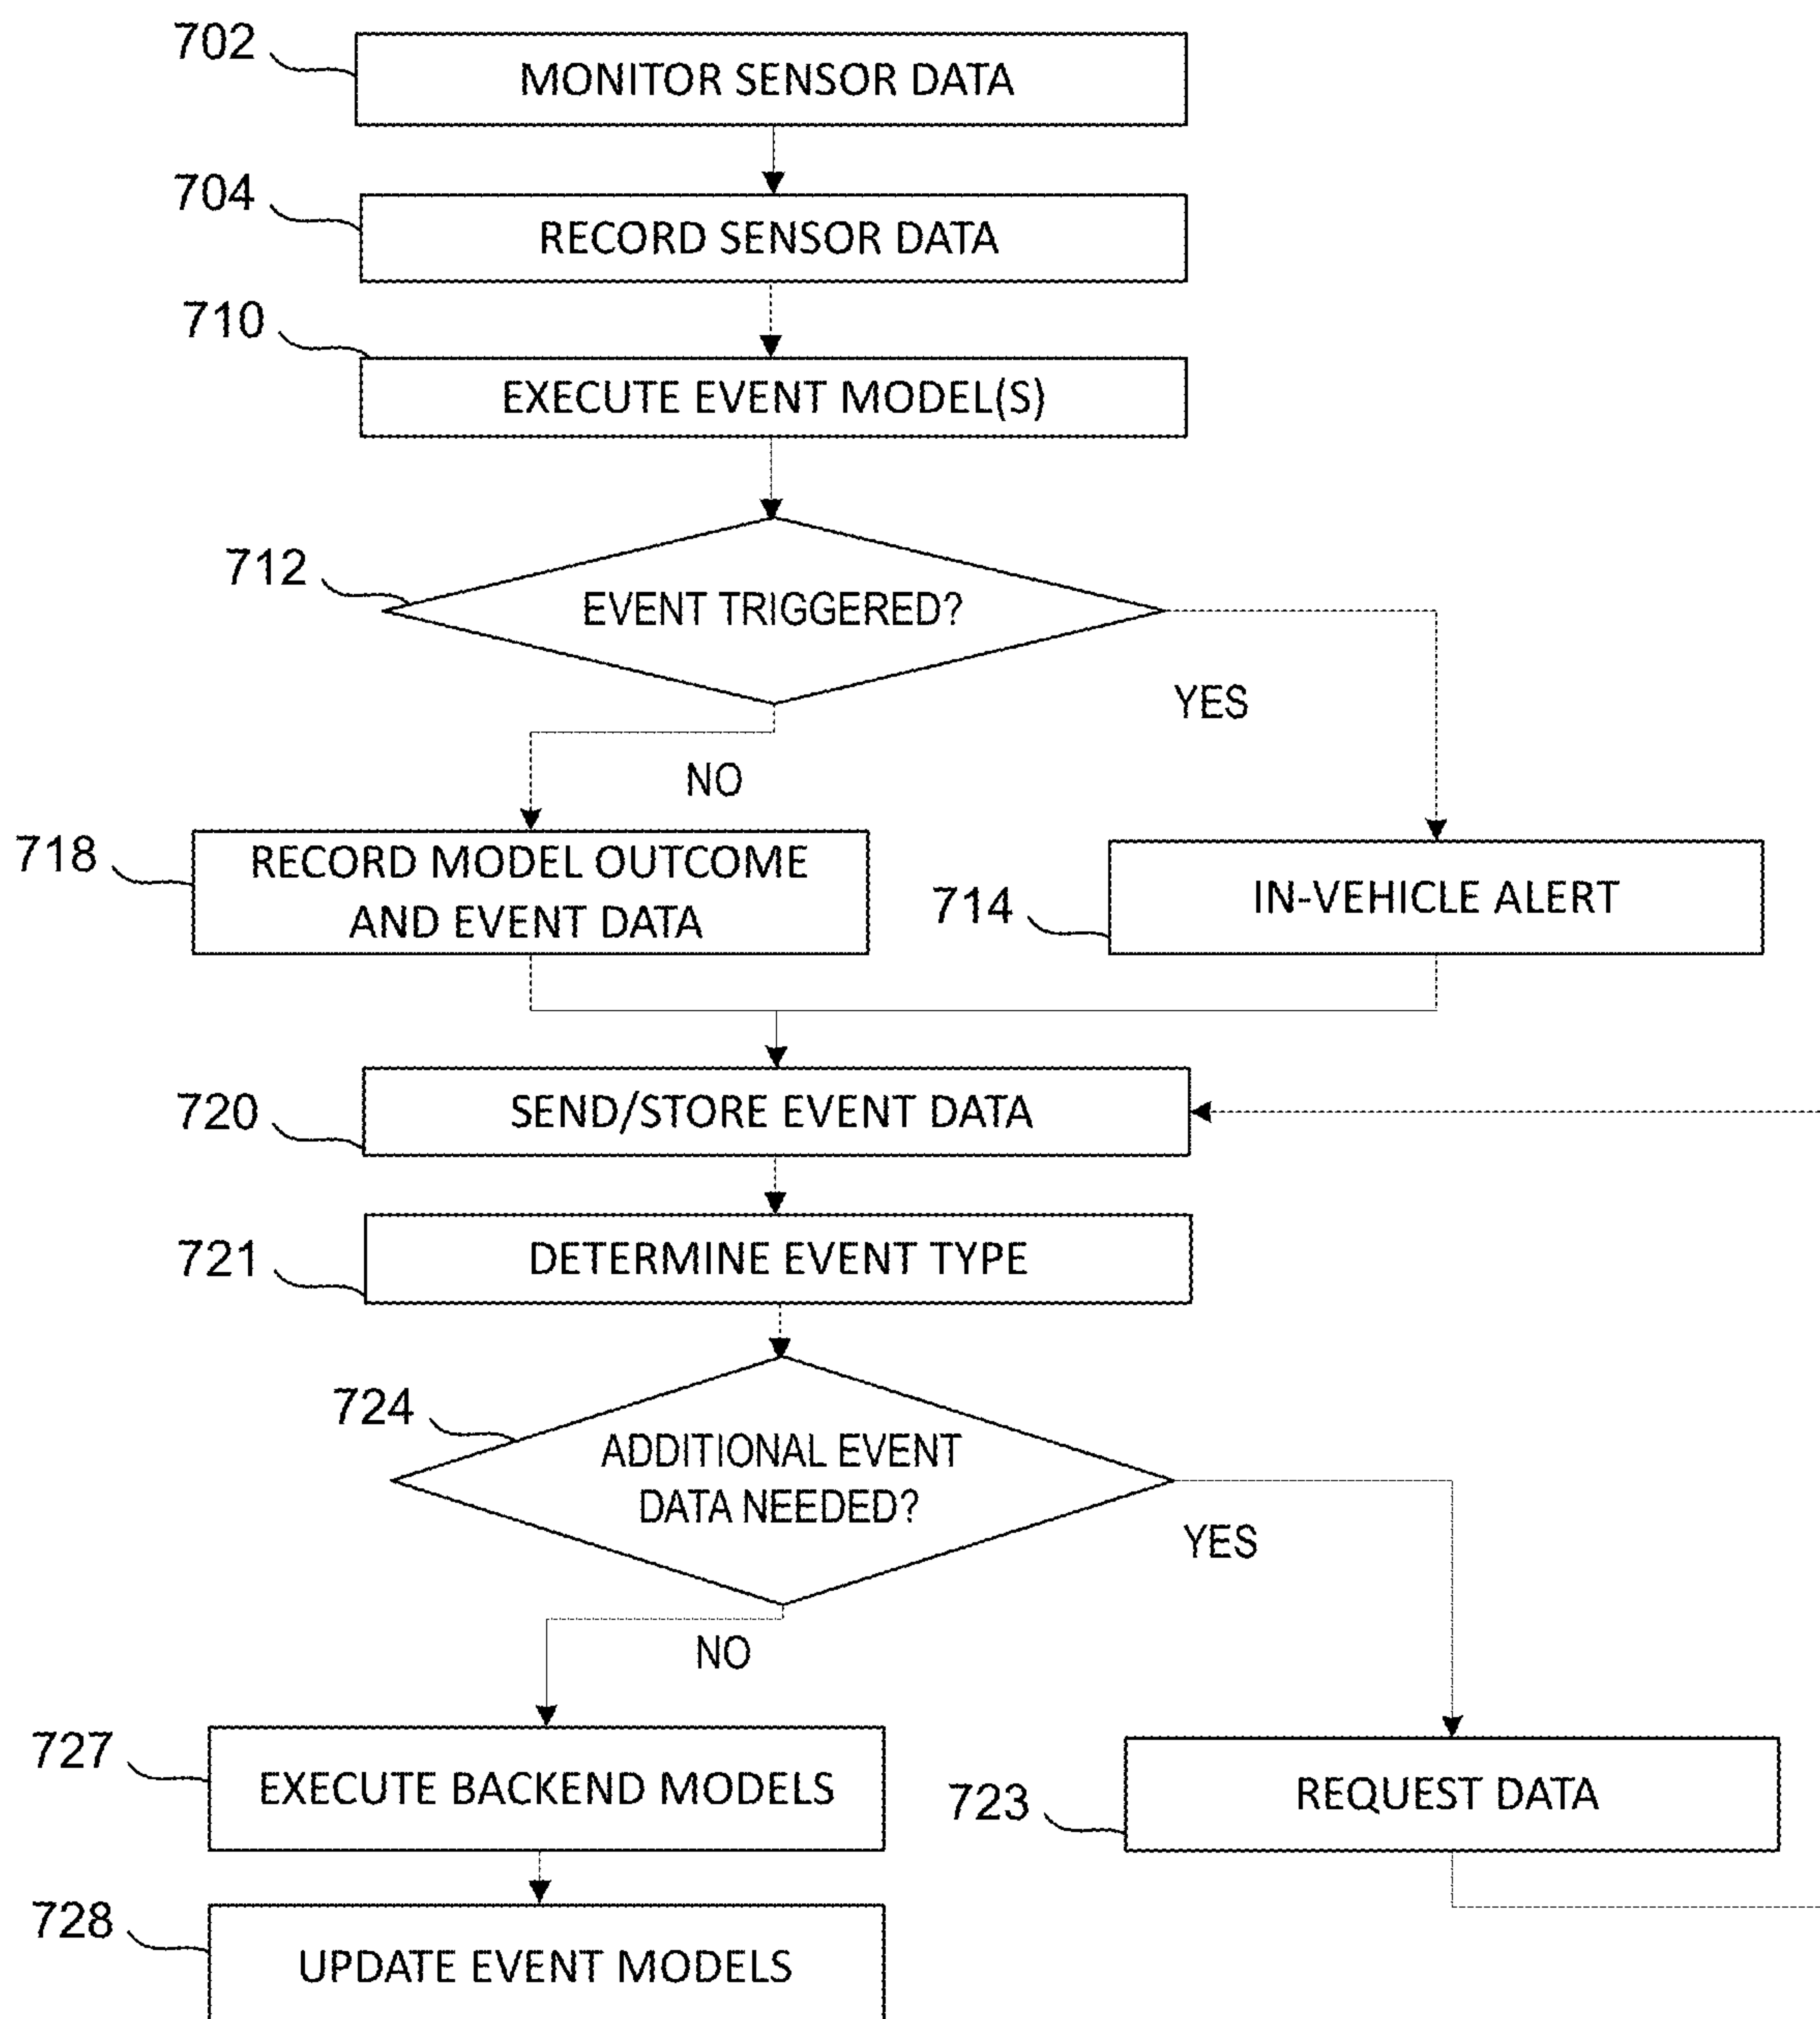 702
MONITOR SENSOR DATA
704
RECORD SENSOR DATA
710
EXECUTE EVENT MODEL(S)
712
EVENT TRIGGERED?
YES
NO
718
RECORD MODEL OUTCOME
AND EVENT DATA
714
IN-VEHICLE ALERT
720
SEND/STORE EVENT DATA
721
DETERMINE EVENT TYPE
724
ADDITIONAL EVENT
DATA NEEDED?
YES
NO
727
EXECUTE BACKEND MODELS
723
REQUEST DATA
728
UPDATE EVENT MODELS